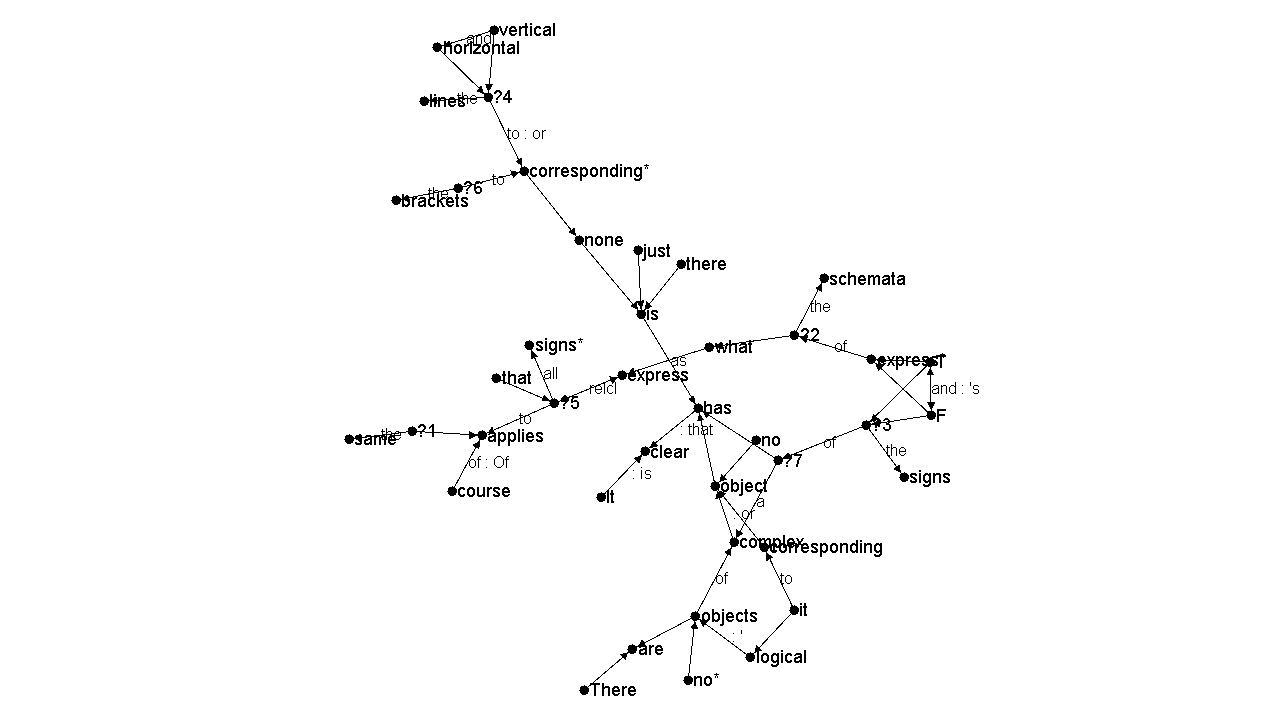 vertical
and
horizontal
the
lines
?4
to : or
corresponding*
to
?6
the
brackets
none
just
there
schemata
the
is
?2
signs*
what
of
express
T
as
all
that
express
relcl
and : 's
?5
has
to
F
?3
the
?1
same
applies
: that
no
of
the
clear
?7
of : Of
: is
signs
object
course
It
a
: or
complex
corresponding
of
to
it
objects
: '
are
logical
no*
There